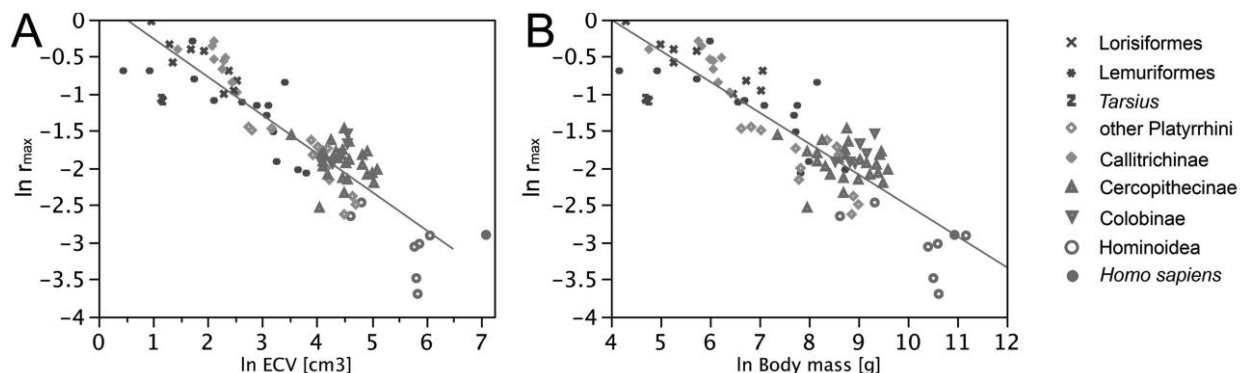 A
ln rmax
0
−0.5
−1
−1.5
−2
−2.5
−3
−3.5
−4
0 1 2 3 4 5 6 7
ln ECV [cm3]
B
ln rmax
0
−0.5
−1
−1.5
−2
−2.5
−3
−3.5
−4
4 5 6 7 8 9 10 11 12
ln Body mass [g]
Lorisiformes
Lemuriformes
Tarsius
other Platyrrhini
Callitrichinae
Cercopithecinae
Colobinae
Hominoidea
Homo sapiens